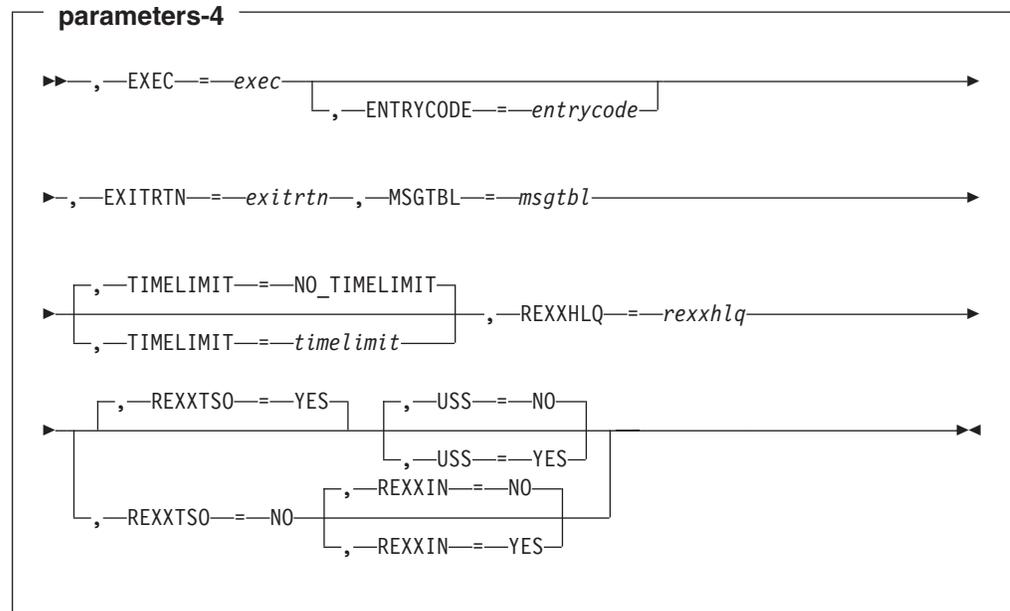 parameters-4
, EXEC = exec
, ENTRYCODE = entrycode
, EXITRTN = exitrtn , MSGTBL = msgtbl
, TIMELIMIT = NO_TIMELIMIT
, REXXHLQ = rexxhlq
, TIMELIMIT = timelimit
, REXXTSO = YES , USS = NO
, USS = YES
, REXXIN = NO
, REXXTSO = NO
, REXXIN = YES